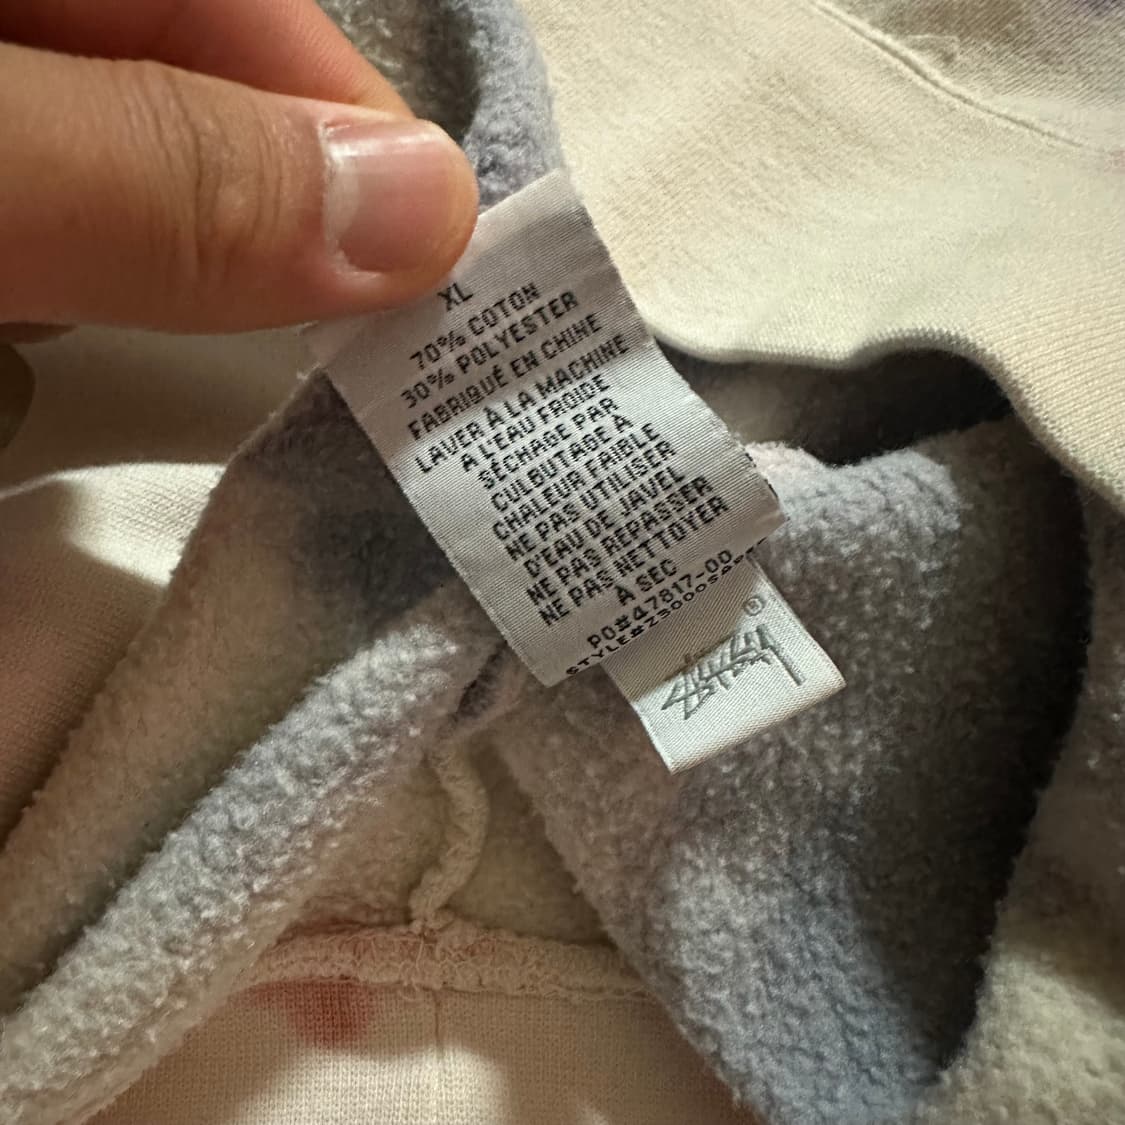 XL
70% COTON
30% POLYESTER
FABRIQUÉ EN CHINE
LAVER À LA MACHINE
A L'EAU FROIDE
SÉCHAGE PAR
CULBUTAGE À
CHALEUR FAIBLE
NE PAS UTILISER
D'EAU DE JAVEL
NE PAS REPASSER
NE PAS NETTOYER
À SEC
PO#47817-00
Stüssy ®